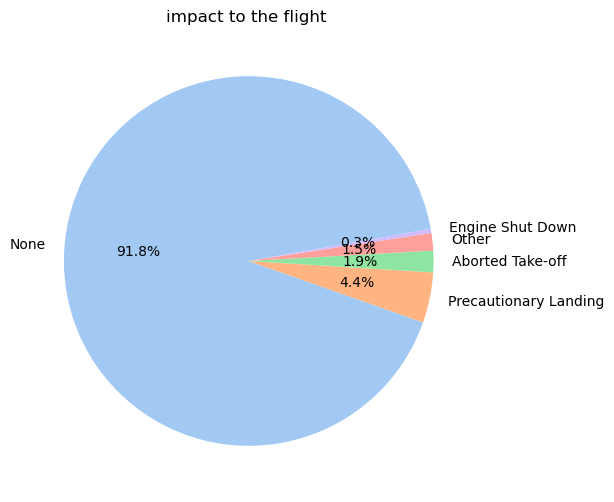 impact to the flight
None
91.8%
0.3%
Engine Shut Down
1.5%
Other
1.9%
Aborted Take-off
4.4%
Precautionary Landing